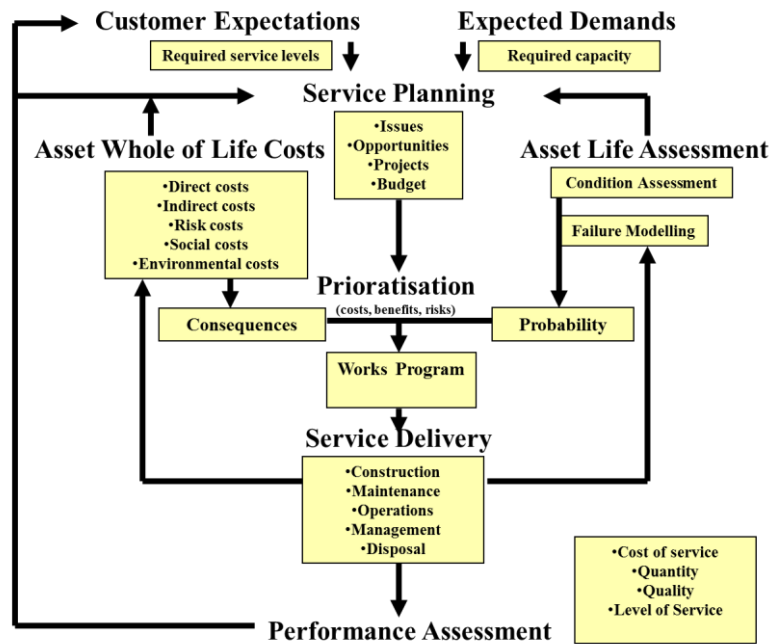 Customer Expectations
Expected Demands
Required service levels
Required capacity
Service Planning
•Issues
•Opportunities
•Projects
•Budget
Asset Whole of Life Costs
Asset Life Assessment
•Direct costs
•Indirect costs
•Risk costs
•Social costs
•Environmental costs
Condition Assessment
Failure Modelling
Prioratisation
(costs, benefits, risks)
Consequences
Probability
Works Program
Service Delivery
•Construction
•Maintenance
•Operations
•Management
•Disposal
•Cost of service
•Quantity
•Quality
•Level of Service
Performance Assessment